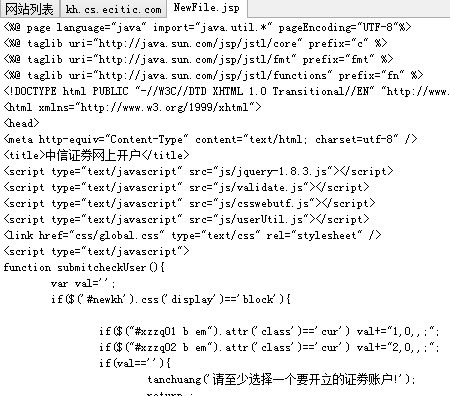 网站列表 kh.cs.ecitic.com NewFile.jsp
<%@ page language="java" import="java.util.*" pageEncoding="UTF-8"%>
<%@ taglib uri="http://java.sun.com/jsp/jstl/core" prefix="c" %>
<%@ taglib uri="http://java.sun.com/jsp/jstl/fmt" prefix="fmt" %>
<%@ taglib uri="http://java.sun.com/jsp/jstl/functions" prefix="fn" %>
<!DOCTYPE html PUBLIC "-//W3C//DTD XHTML 1.0 Transitional//EN" "http://www.
<html xmlns="http://www.w3.org/1999/xhtml">
<head>
<meta http-equiv="Content-Type" content="text/html; charset=utf-8" />
<title>中信证券网上开户</title>
<script type="text/javascript" src="js/jquery-1.8.3.js"></script>
<script type="text/javascript" src="js/validate.js"></script>
<script type="text/javascript" src="js/csswebutf.js"></script>
<script type="text/javascript" src="js/userUtil.js"></script>
<link href="css/global.css" type="text/css" rel="stylesheet" />
<script type="text/javascript">
function submitcheckUser(){
var val='';
if($('#newkh').css('display')=='block'){
if($("#xzzq01 b em").attr('class')=='cur') val+="1,0,,;";
if($("#xzzq02 b em").attr('class')=='cur') val+="2,0,,;";
if(val==''){
tanchuang('请至少选择一个要开立的证券账户!');
return ;